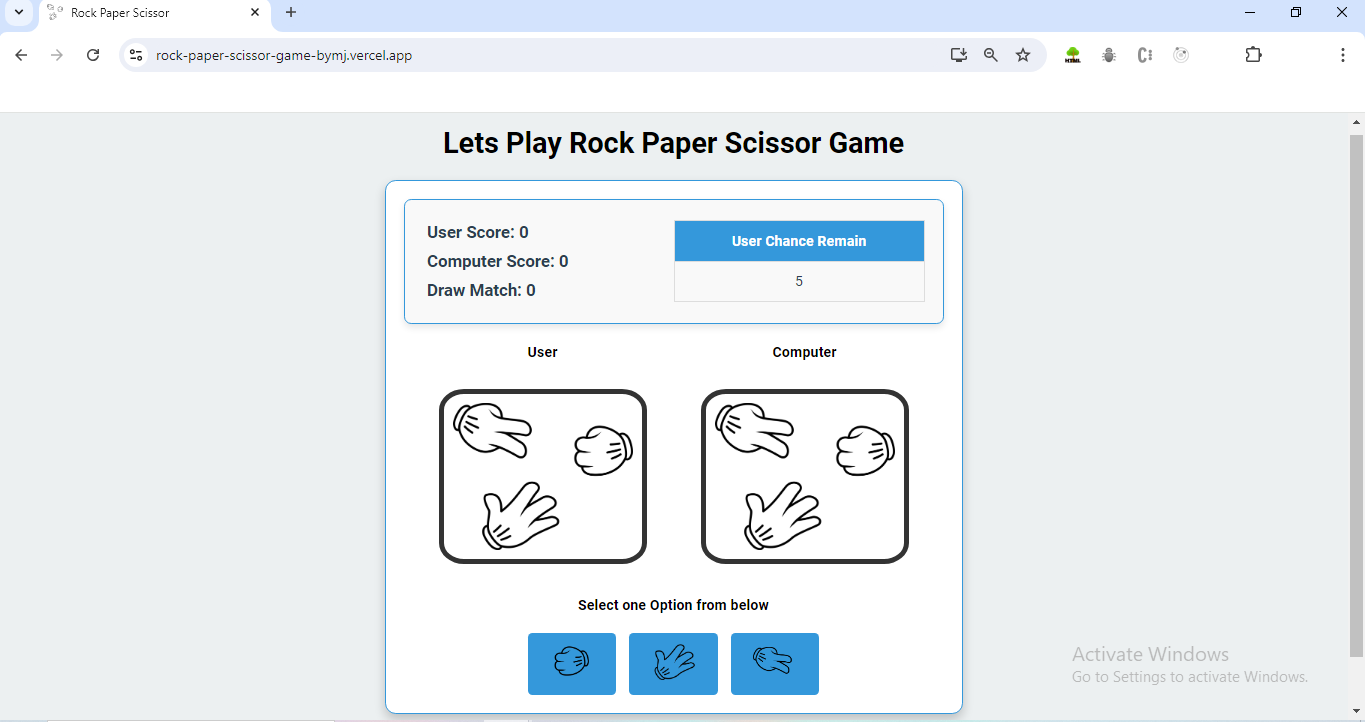 Rock Paper Scissor
rock-paper-scissor-game-bymj.vercel.app
HTML
Lets Play Rock Paper Scissor Game
User Score: 0
Computer Score: 0
Draw Match: 0
User Chance Remain
5
User
Computer
Select one Option from below
Activate Windows
Go to Settings to activate Windows.